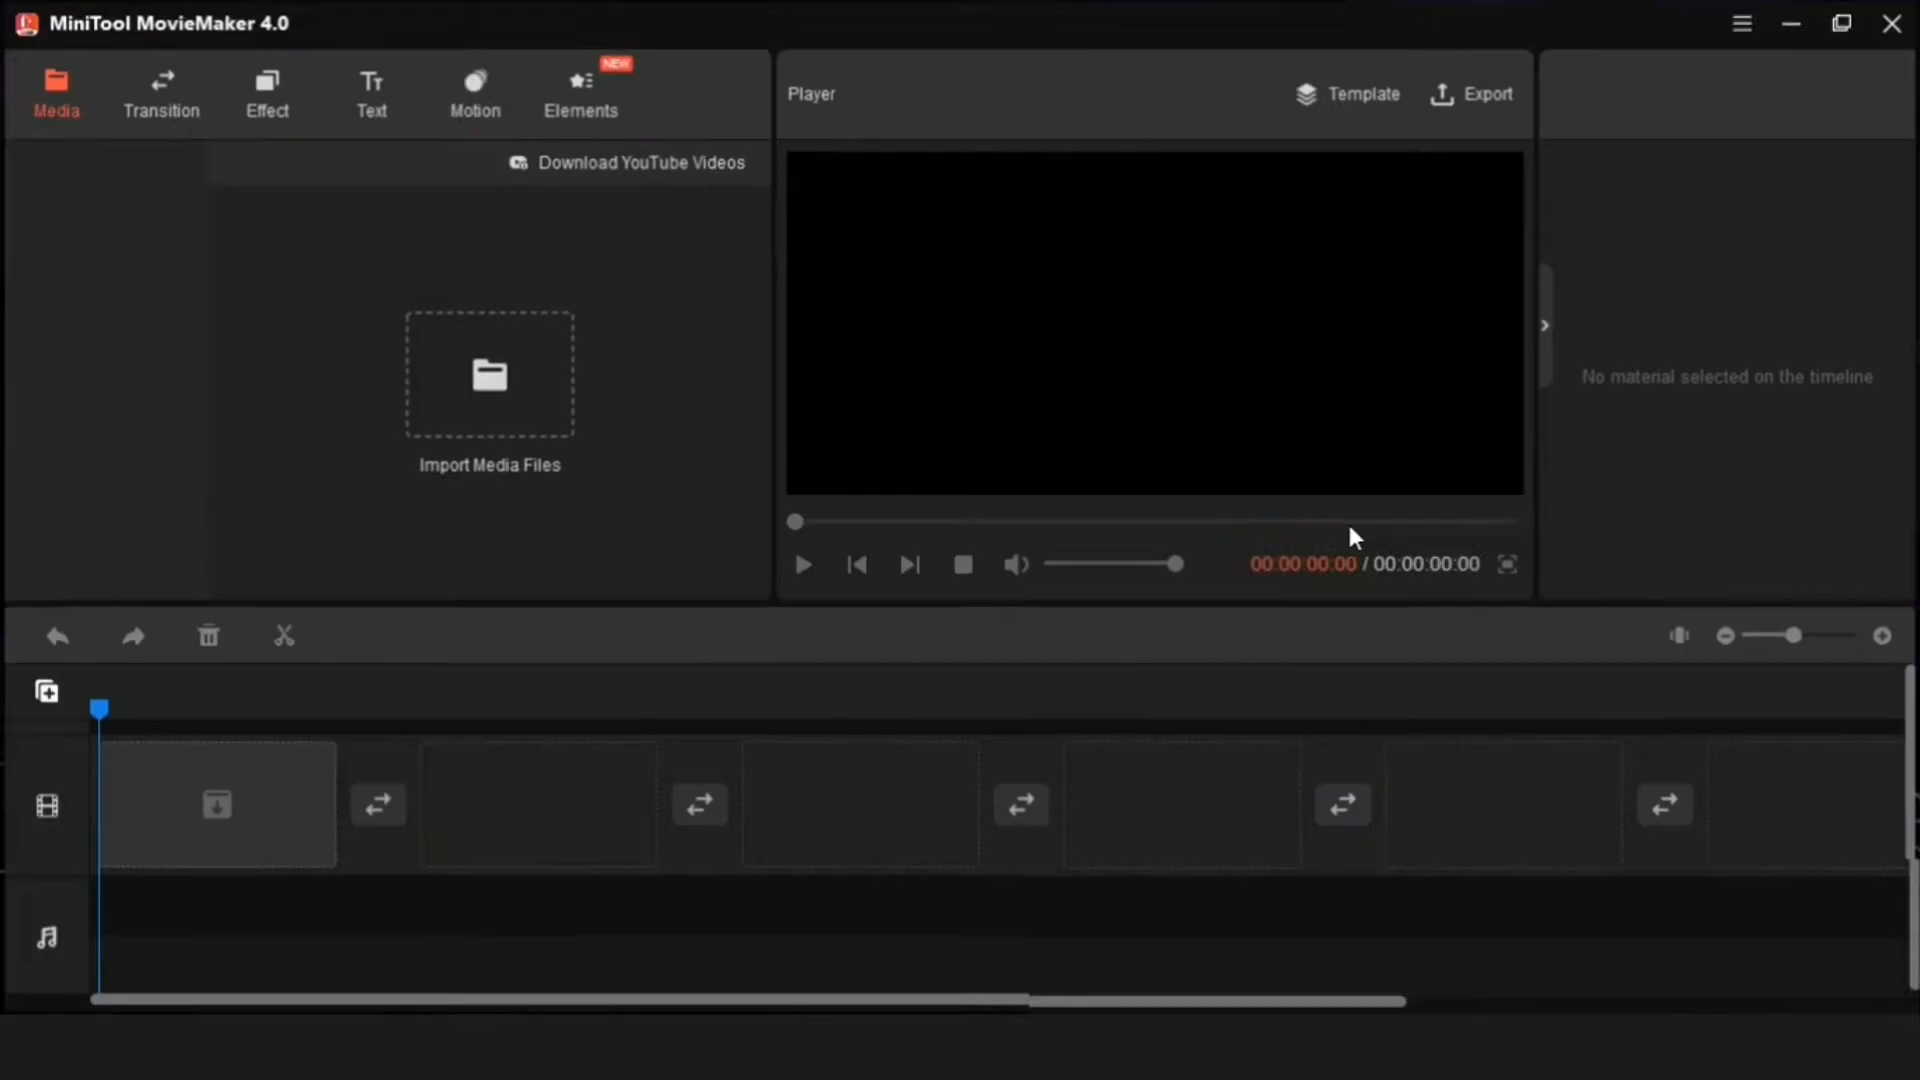 MiniTool MovieMaker 4.0
Media
Transition
Effect
Text
Motion
Elements
NEW
Player
Template
Export
Download YouTube Videos
Import Media Files
No material selected on the timeline
00:00:00:00 / 00:00:00:00